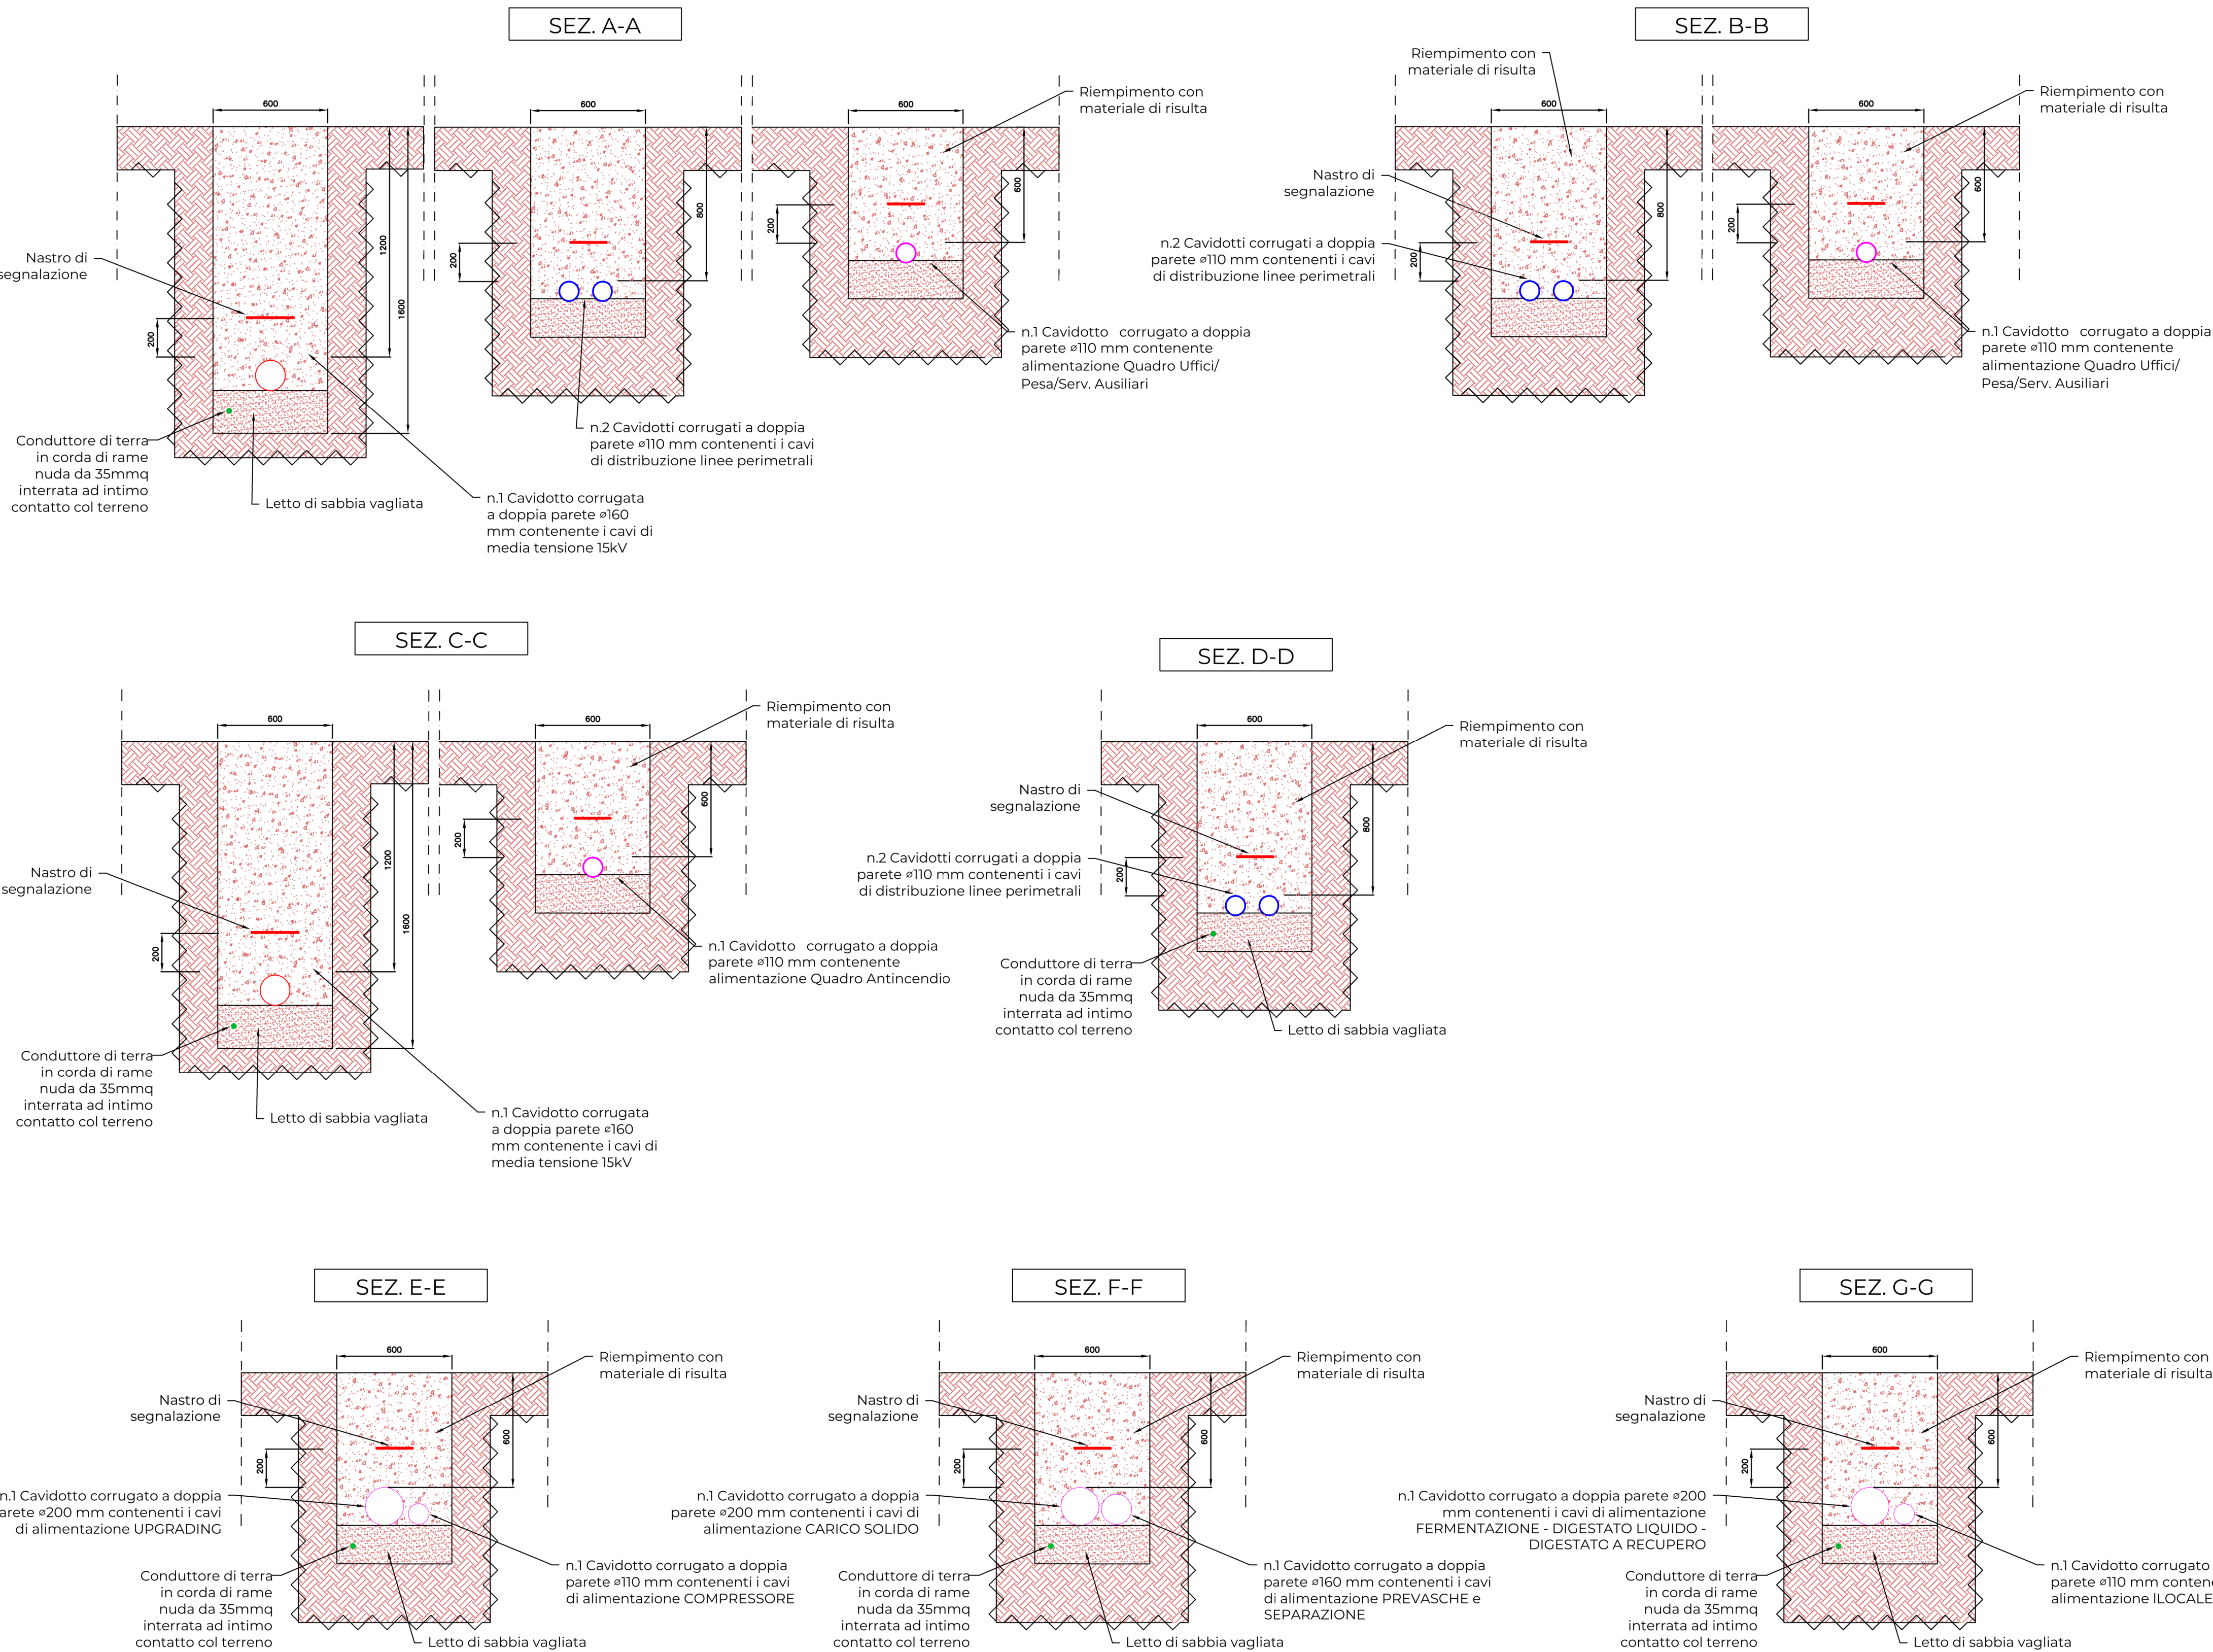 SEZ. A-A
600
600
600
Riempimento con
materiale di risulta
1200
1600
800
600
200
200
200
Nastro di
segnalazione
Conduttore di terra
in corda di rame
nuda da 35mmq
interrata ad intimo
contatto col terreno
Letto di sabbia vagliata
n.1 Cavidotto corrugata
a doppia parete ø160
mm contenente i cavi di
media tensione 15kV
n.2 Cavidotti corrugati a doppia
parete ø110 mm contenenti i cavi
di distribuzione linee perimetrali
n.1 Cavidotto corrugato a doppia
parete ø110 mm contenente
alimentazione Quadro Uffici/
Pesa/Serv. Ausiliari
SEZ. B-B
Riempimento con
materiale di risulta
600
600
Riempimento con
materiale di risulta
Nastro di
segnalazione
n.2 Cavidotti corrugati a doppia
parete ø110 mm contenenti i cavi
di distribuzione linee perimetrali
200
800
200
600
n.1 Cavidotto corrugato a doppia
parete ø110 mm contenente
alimentazione Quadro Uffici/
Pesa/Serv. Ausiliari
SEZ. C-C
600
600
Riempimento con
materiale di risulta
1200
1600
600
200
200
Nastro di
segnalazione
Conduttore di terra
in corda di rame
nuda da 35mmq
interrata ad intimo
contatto col terreno
Letto di sabbia vagliata
n.1 Cavidotto corrugata
a doppia parete ø160
mm contenente i cavi di
media tensione 15kV
n.1 Cavidotto corrugato a doppia
parete ø110 mm contenente
alimentazione Quadro Antincendio
SEZ. D-D
600
Riempimento con
materiale di risulta
Nastro di
segnalazione
800
200
n.2 Cavidotti corrugati a doppia
parete ø110 mm contenenti i cavi
di distribuzione linee perimetrali
Conduttore di terra
in corda di rame
nuda da 35mmq
interrata ad intimo
contatto col terreno
Letto di sabbia vagliata
SEZ. E-E
600
Riempimento con
materiale di risulta
Nastro di
segnalazione
600
200
n.1 Cavidotto corrugato a doppia
arete ø200 mm contenenti i cavi
di alimentazione UPGRADING
n.1 Cavidotto corrugato a doppia
parete ø110 mm contenenti i cavi
di alimentazione COMPRESSORE
Conduttore di terra
in corda di rame
nuda da 35mmq
interrata ad intimo
contatto col terreno
Letto di sabbia vagliata
SEZ. F-F
600
Riempimento con
materiale di risulta
Nastro di
segnalazione
600
200
n.1 Cavidotto corrugato a doppia
parete ø200 mm contenenti i cavi di
alimentazione CARICO SOLIDO
n.1 Cavidotto corrugato a doppia
parete ø160 mm contenenti i cavi
di alimentazione PREVASCHE e
SEPARAZIONE
Conduttore di terra
in corda di rame
nuda da 35mmq
interrata ad intimo
contatto col terreno
Letto di sabbia vagliata
SEZ. G-G
600
Riempimento con
materiale di risulta
Nastro di
segnalazione
600
200
n.1 Cavidotto corrugato a doppia parete ø200
mm contenenti i cavi di alimentazione
FERMENTAZIONE - DIGESTATO LIQUIDO -
DIGESTATO A RECUPERO
n.1 Cavidotto corrugato
parete ø110 mm
alimentazione lLOCALE
Conduttore di terra
in corda di rame
nuda da 35mmq
interrata ad intimo
contatto col terreno
Letto di sabbia vagliata